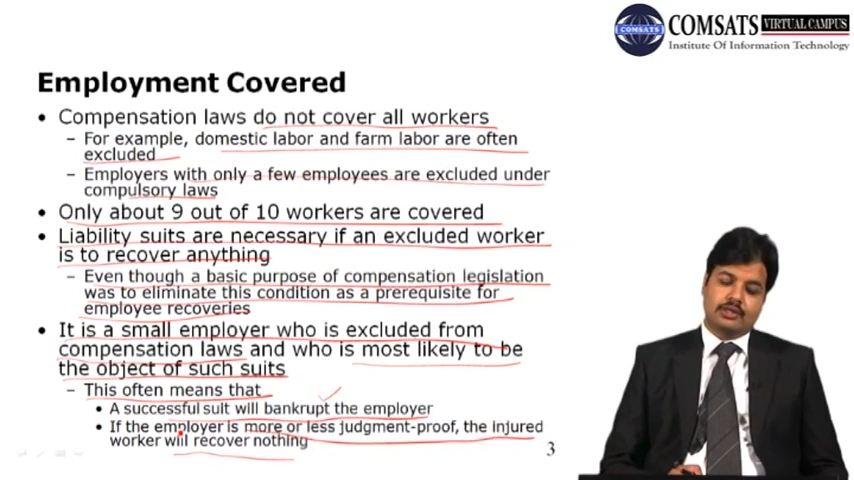 COMSATS VIRTUAL CAMPUS
COMSATS
Institute Of Information Technology
Employment Covered
• Compensation laws do not cover all workers
– For example, domestic labor and farm labor are often
excluded
– Employers with only a few employees are excluded under
compulsory laws
• Only about 9 out of 10 workers are covered
• Liability suits are necessary if an excluded worker
is to recover anything
– Even though a basic purpose of compensation legislation
was to eliminate this condition as a prerequisite for
employee recoveries
• It is a small employer who is excluded from
compensation laws and who is most likely to be
the object of such suits
– This often means that
• A successful suit will bankrupt the employer
• If the employer is more or less judgment-proof, the injured
worker will recover nothing
3